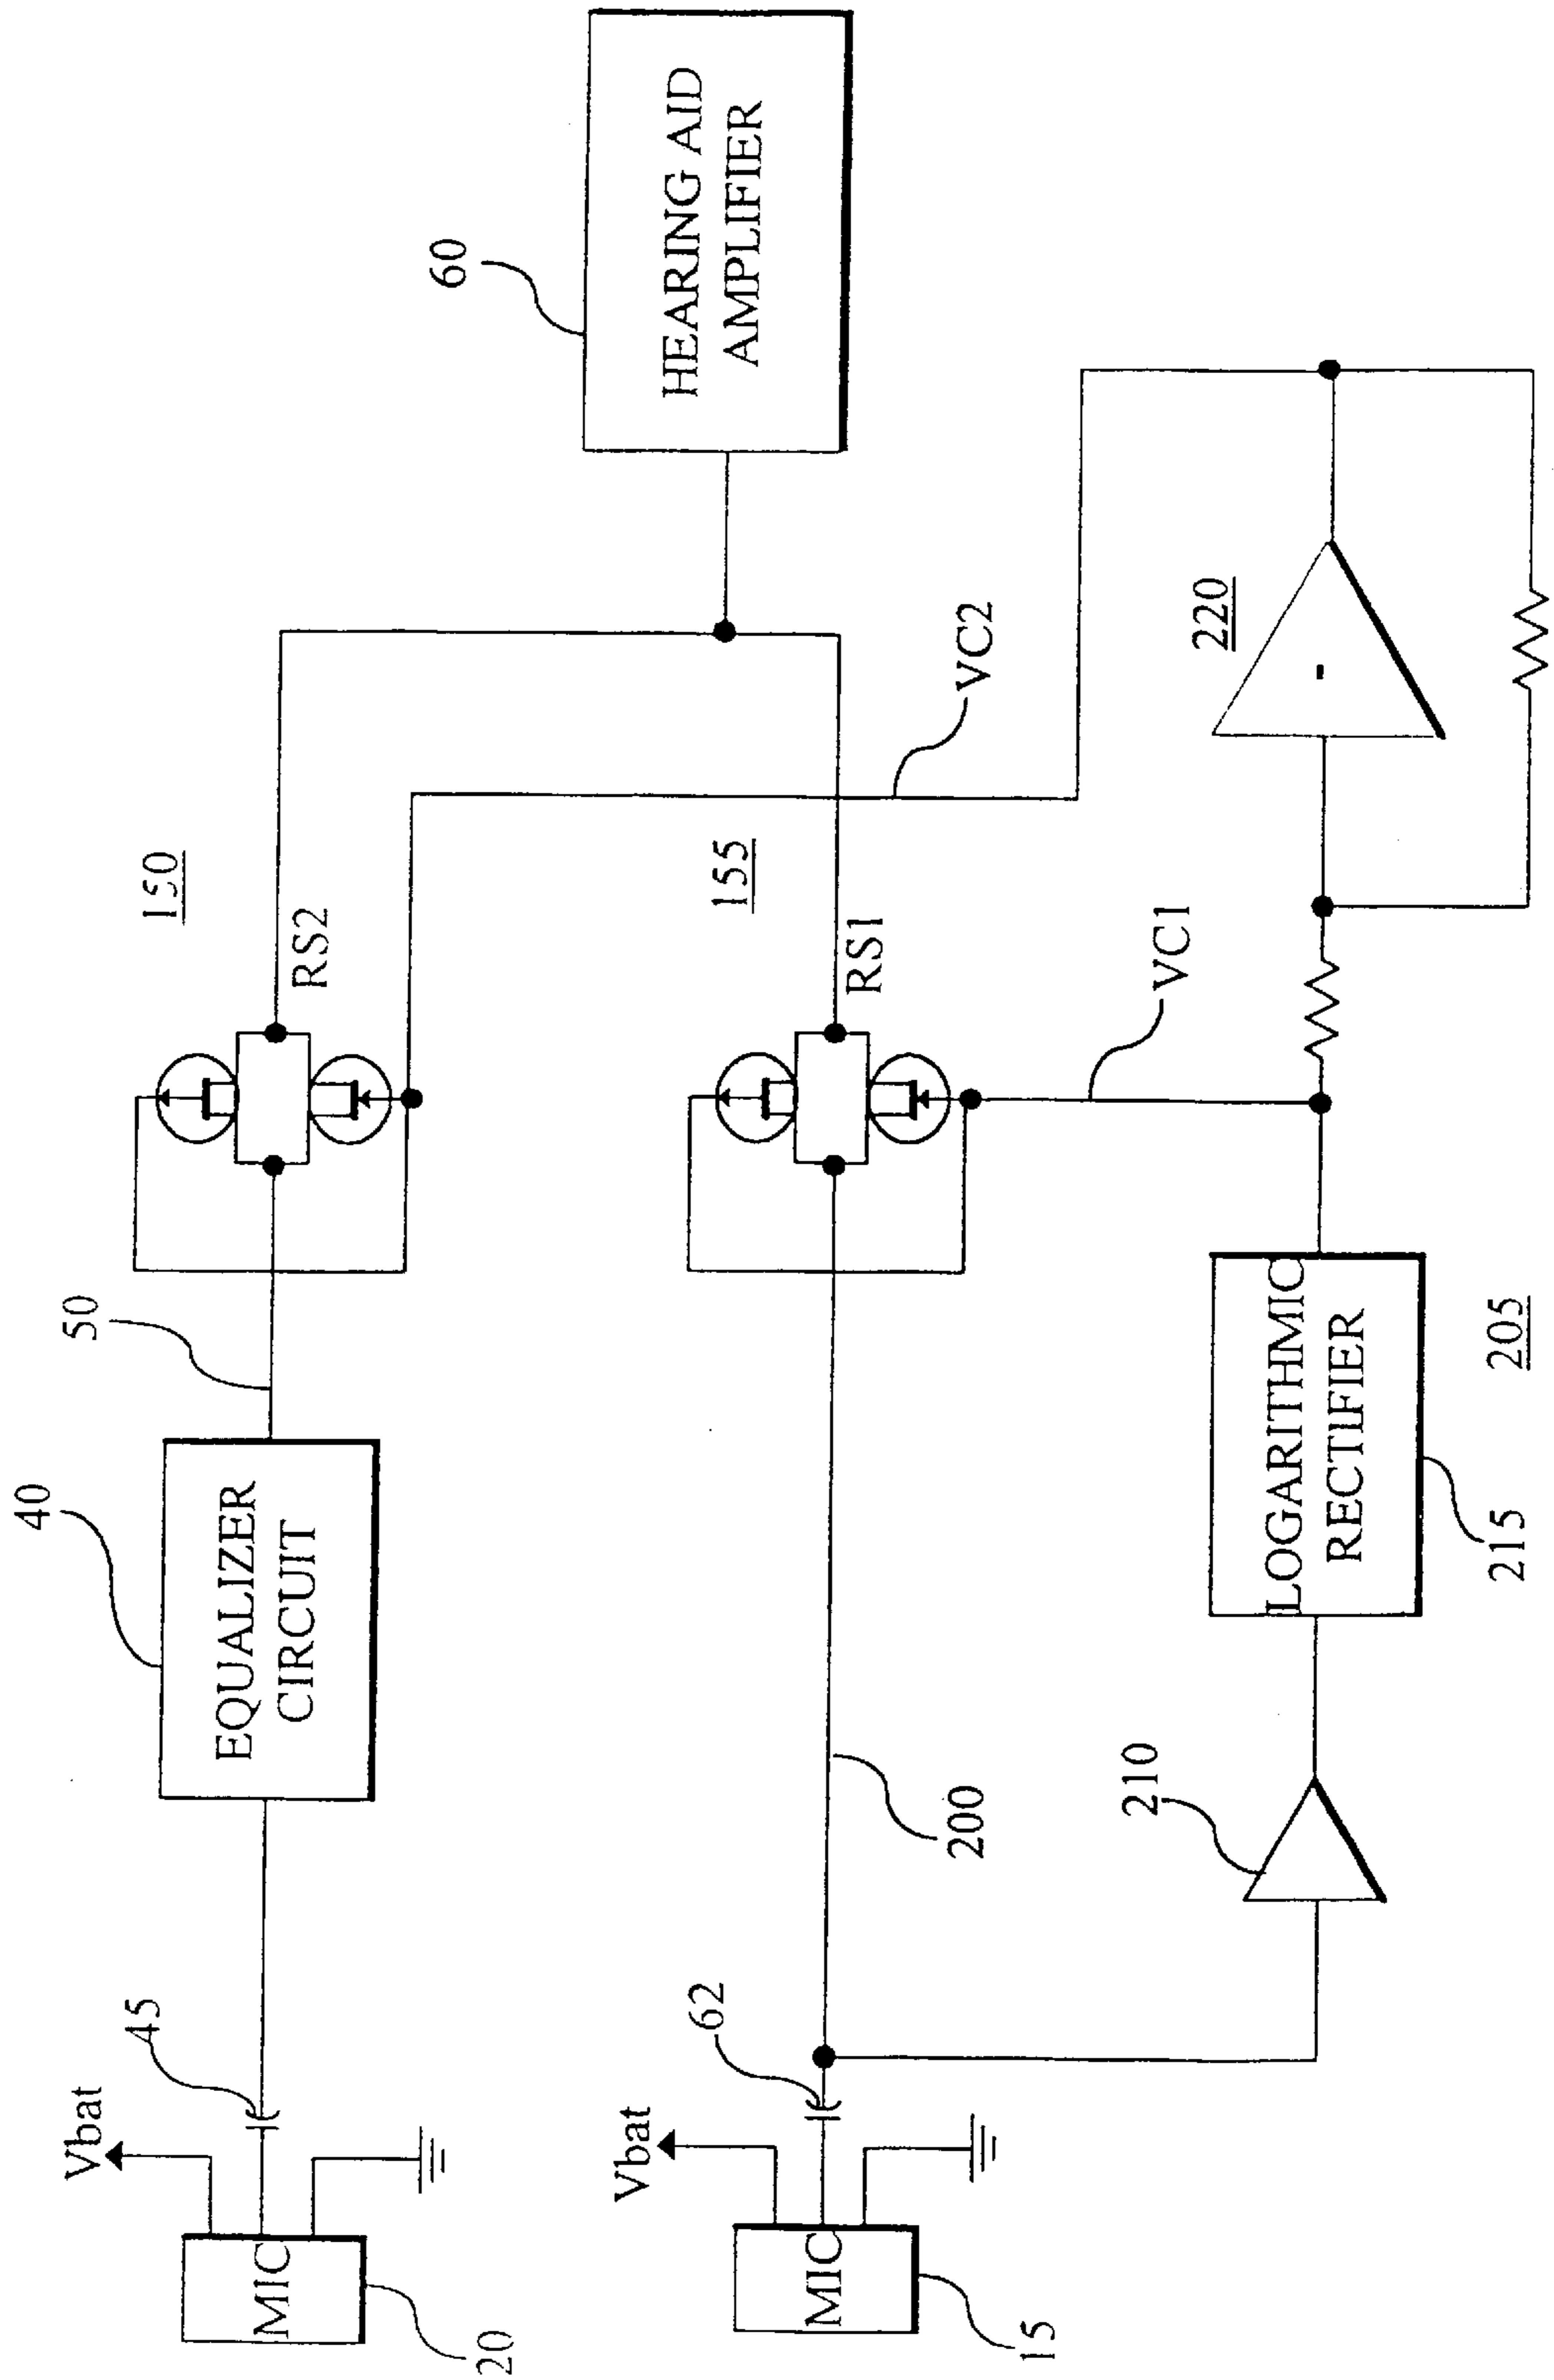 Vbat
45
MIC
20
40
EQUALIZER
CIRCUIT
50
150
RS2
60
HEARING AID
AMPLIFIER
Vbat
62
MIC
15
200
155
RS1
VC2
VC1
210
LOGARITHMIC
RECTIFIER
215
205
220
-